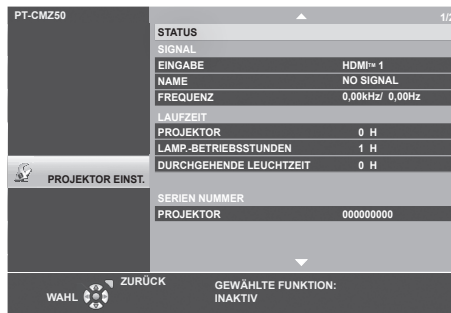 PT-CMZ50
1/2
STATUS
SIGNAL
EINGABE HDMI™ 1
NAME NO SIGNAL
FREQUENZ 0,00kHz/ 0,00Hz
LAUFZEIT
PROJEKTOR 0 H
LAMP.-BETRIEBSSTUNDEN 1 H
DURCHGEHENDE LEUCHTZEIT 0 H
PROJEKTOR EINST.
SERIEN NUMMER
PROJEKTOR 000000000
WAHL ZURÜCK
GEWÄHLTE FUNKTION:
INAKTIV